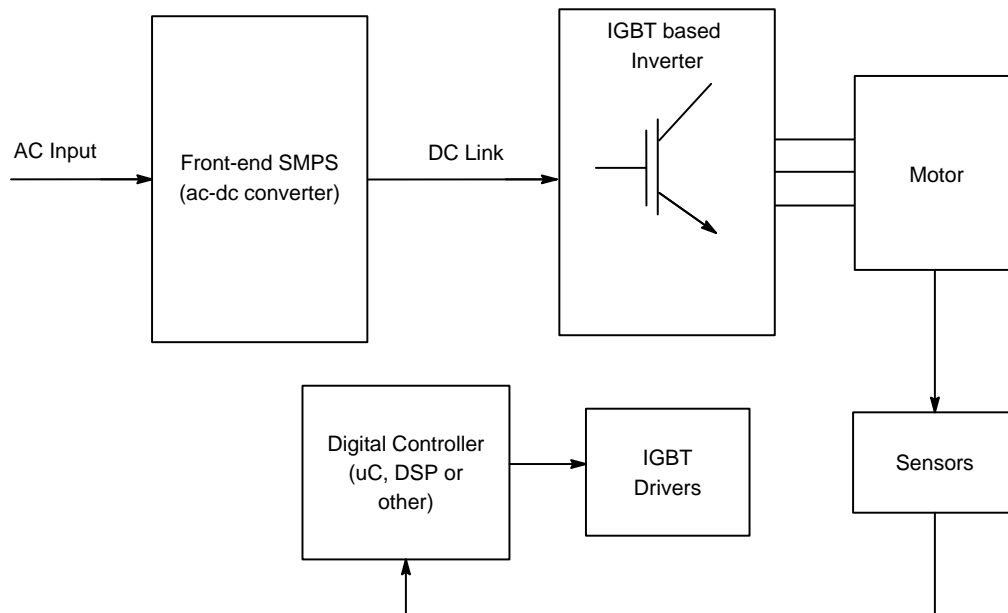 AC Input
Front-end SMPS
(ac-dc converter)
DC Link
IGBT based
Inverter
Motor
Digital Controller
(uC, DSP or
other)
IGBT
Drivers
Sensors